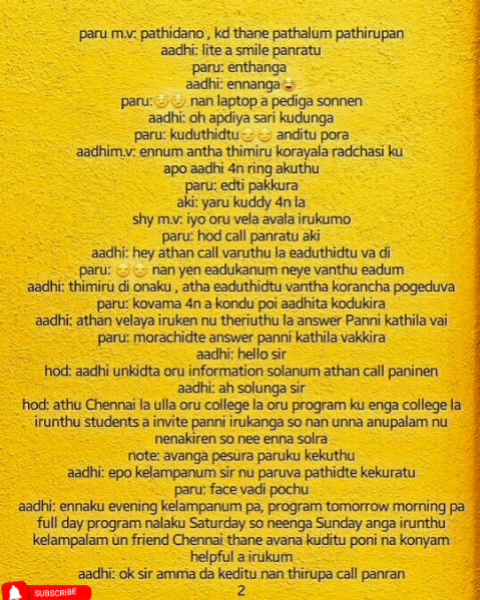 paru m.v: pathidano , kd thane pathalum pathirupan
aadhi: lite a smile panratu
paru: enthanga
aadhi: ennanga😅
paru:😏😏 nan laptop a pediga sonnen
aadhi: oh apdiya sari kudunga
paru: kuduthidtu😏😏 anditu pora
aadhim.v: ennum antha thimiru korayala radchasi ku
apo aadhi 4n ring akuthu
paru: edti pakkura
aki: yaru kuddy 4n la
shy m.v: iyo oru vela avala irukumo
paru: hod call panratu aki
aadhi: hey athan call varuthu la eaduthidtu va di
paru: 😏😏 nan yen eadukanum neye vanthu eadum
aadhi: thimiru di onaku , atha eaduthidtu vantha korancha pogeduva
paru: kovama 4n a kondu poi aadhita kodukira
aadhi: athan velaya iruken nu theriuthu la answer Panni kathila vai
paru: morachidte answer panni kathila vakkira
aadhi: hello sir
hod: aadhi unkidta oru information solanum athan call paninen
aadhi: ah solunga sir
hod: athu Chennai la ulla oru college la oru program ku enga college la
irunthu students a invite panni irukanga so nan unna anupalam nu
nenakiren so nee enna solra
note: avanga pesura paruku kekuthu
aadhi: epo kelampanum sir nu paruva pathidte kekuratu
paru: face vadi pochu
aadhi: ennaku evening kelampanum pa, program tomorrow morning pa
full day program nalaku Saturday so neenga Sunday anga irunthu
kelampalam un friend Chennai thane avana kuditu poni na konyam
helpful a irukum
aadhi: ok sir amma da keditu nan thirupa call panran
SUBSCRIBE
2